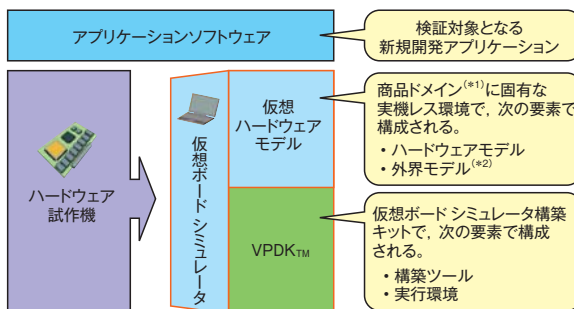 アプリケーションソフトウェア
検証対象となる
新規開発アプリケーション
ハードウェア
試作機
仮想ボード シミュレータ
仮想
ハードウェア
モデル
商品ドメイン(*1)に固有な
実機レス環境で，次の要素で
構成される。
・ハードウェアモデル
・外界モデル(*2)
VPDKTM
仮想ボード シミュレータ構築
キットで，次の要素で構成
される。
・構築ツール
・実行環境